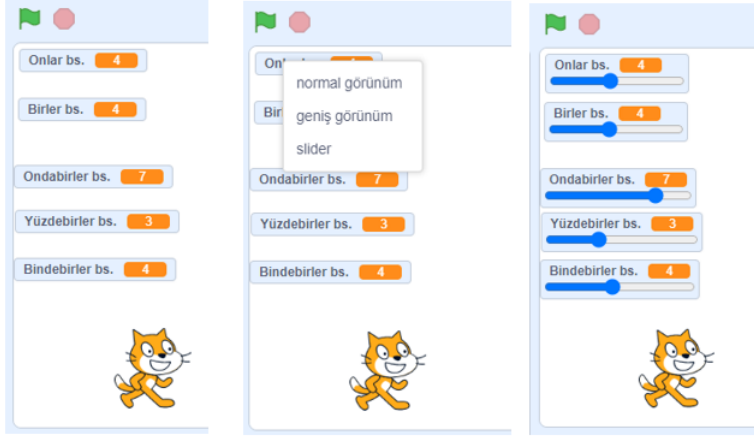 Onlar bs. 4
Birler bs. 4
Ondabirler bs. 7
Yüzdebirler bs. 3
Bindebirler bs. 4
normal görünüm
geniş görünüm
slider
Ondabirler bs. 7
Yüzdebirler bs. 3
Bindebirler bs. 4
Onlar bs. 4
Birler bs. 4
Ondabirler bs. 7
Yüzdebirler bs. 3
Bindebirler bs. 4